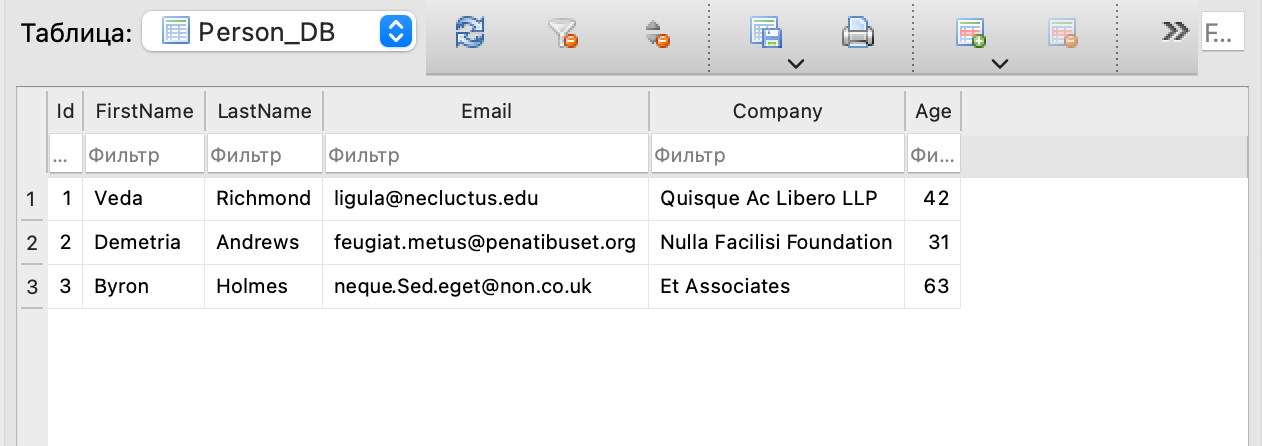 Таблица: Person_DB F...
Id FirstName LastName Email Company Age
... Фильтр Фильтр Фильтр Фильтр Фи...
1 1 Veda Richmond ligula@necluctus.edu Quisque Ac Libero LLP 42
2 2 Demetria Andrews feugiat.metus@penatibuset.org Nulla Facilisi Foundation 31
3 3 Byron Holmes neque.Sed.eget@non.co.uk Et Associates 63